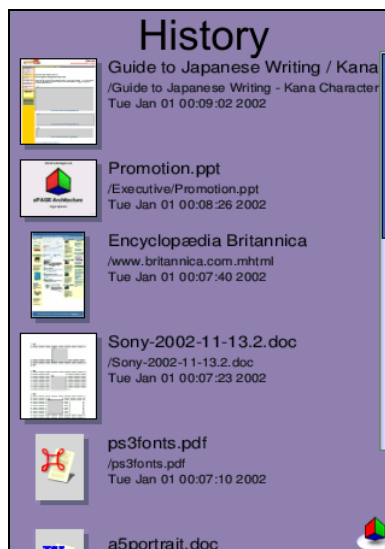 History
Guide to Japanese Writing / Kana
/Guide to Japanese Writing - Kana Character
Tue Jan 01 00:09:02 2002
Promotion.ppt
/Executive/Promotion.ppt
Tue Jan 01 00:08:26 2002
ePAGE Architecture
Encyclopædia Britannica
/www.britannica.com.mhtml
Tue Jan 01 00:07:40 2002
Sony-2002-11-13.2.doc
/Sony-2002-11-13.2.doc
Tue Jan 01 00:07:23 2002
ps3fonts.pdf
/ps3fonts.pdf
Tue Jan 01 00:07:10 2002
a5portrait.doc